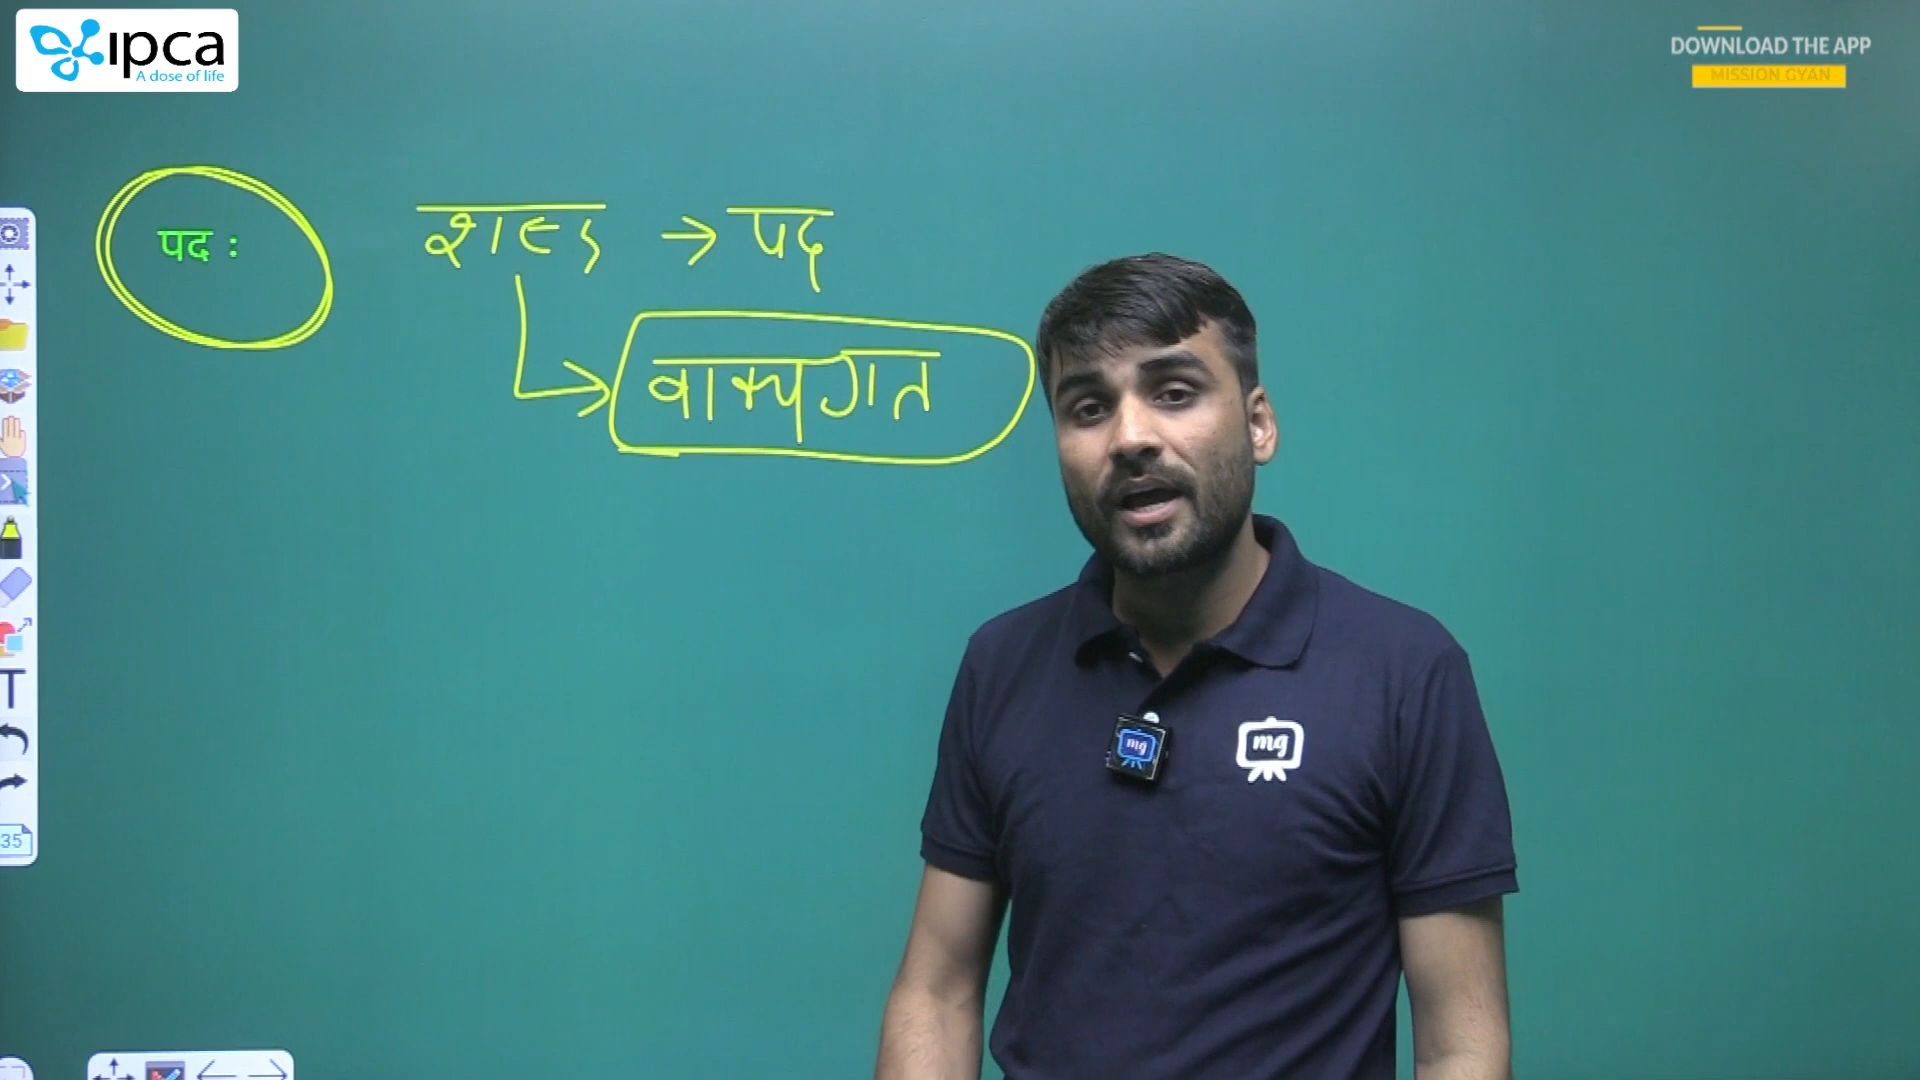 ipca
A dose of life
DOWNLOAD THE APP
MISSION GYAN
पद :
शब्द → पद
वाक्यगत
mg
mg
T
35